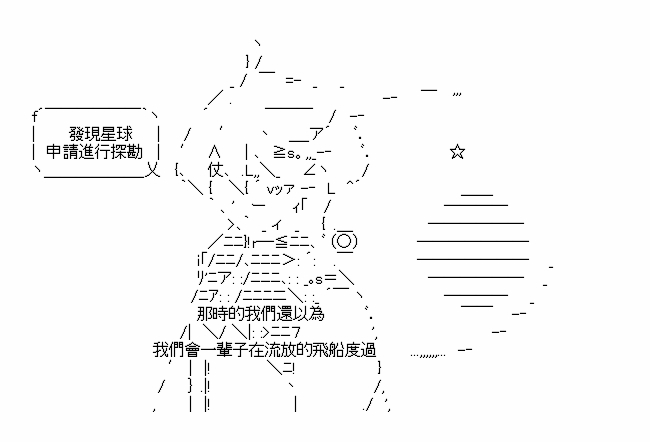 發現星球
申請進行探勘
那時的我們還以為
我們會一輩子在流放的飛船度過